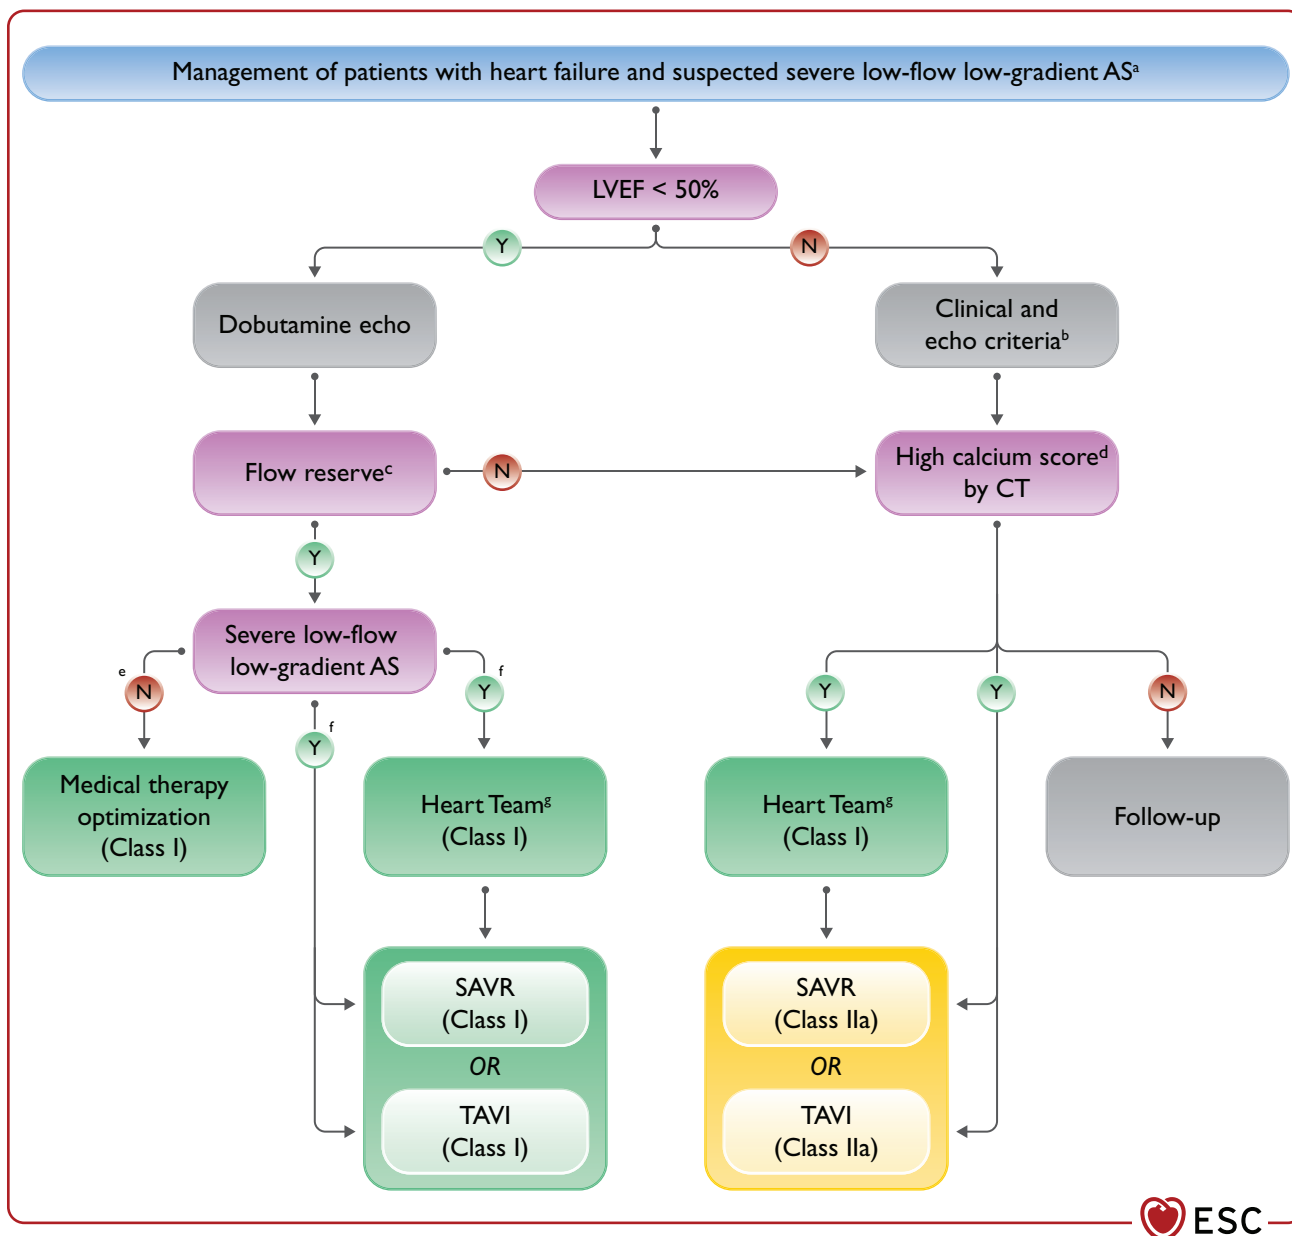 Management of patients with heart failure and suspected severe low-flow low-gradient ASᵃ
LVEF < 50%
Y
N
Dobutamine echo
Clinical and
echo criteriaᵇ
Flow reserveᶜ
N
High calcium scoreᵈ
by CT
Y
Severe low-flow
low-gradient AS
e
N
f
Y
f
Y
Y
Y
N
Medical therapy
optimization
(Class I)
Heart Teamᵍ
(Class I)
Heart Teamᵍ
(Class I)
Follow-up
SAVR
(Class I)
OR
TAVI
(Class I)
SAVR
(Class IIa)
OR
TAVI
(Class IIa)
ESC